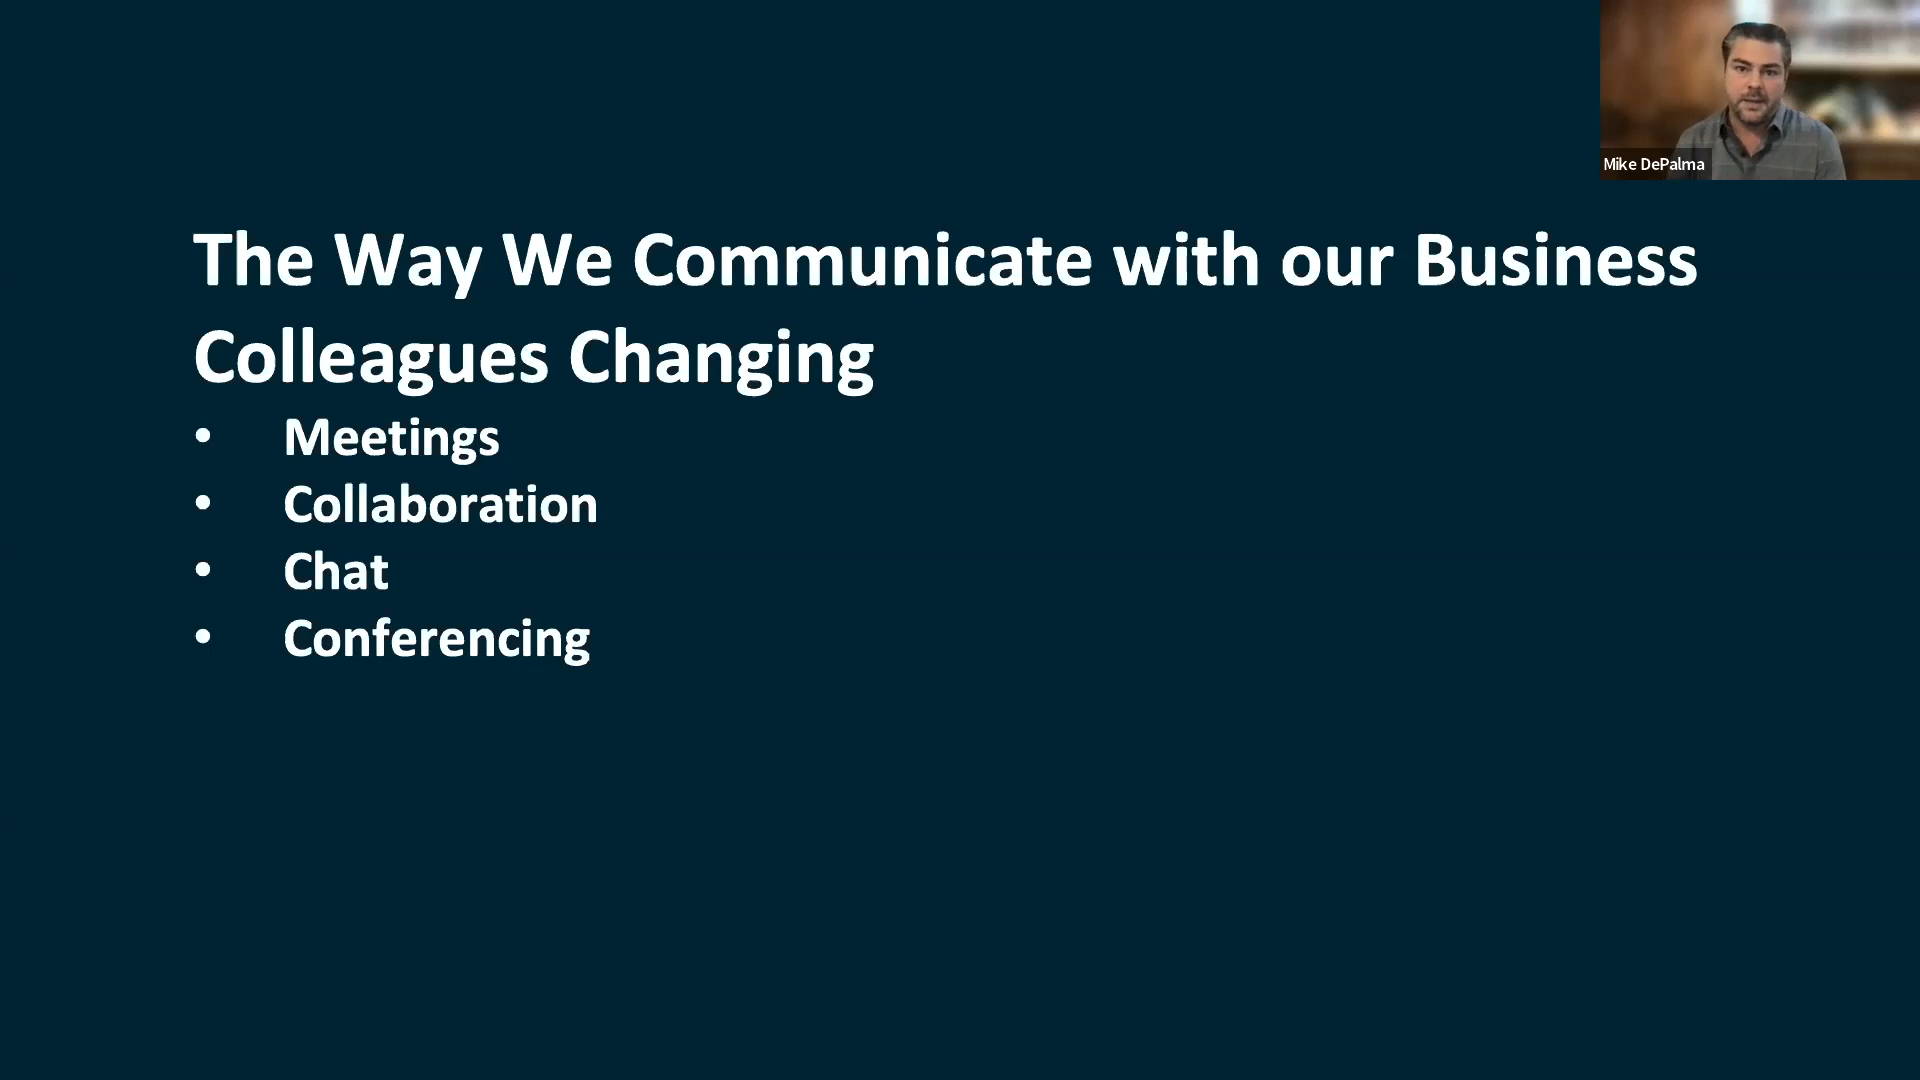 Mike DePalma
The Way We Communicate with our Business
Colleagues Changing
• Meetings
• Collaboration
• Chat
• Conferencing